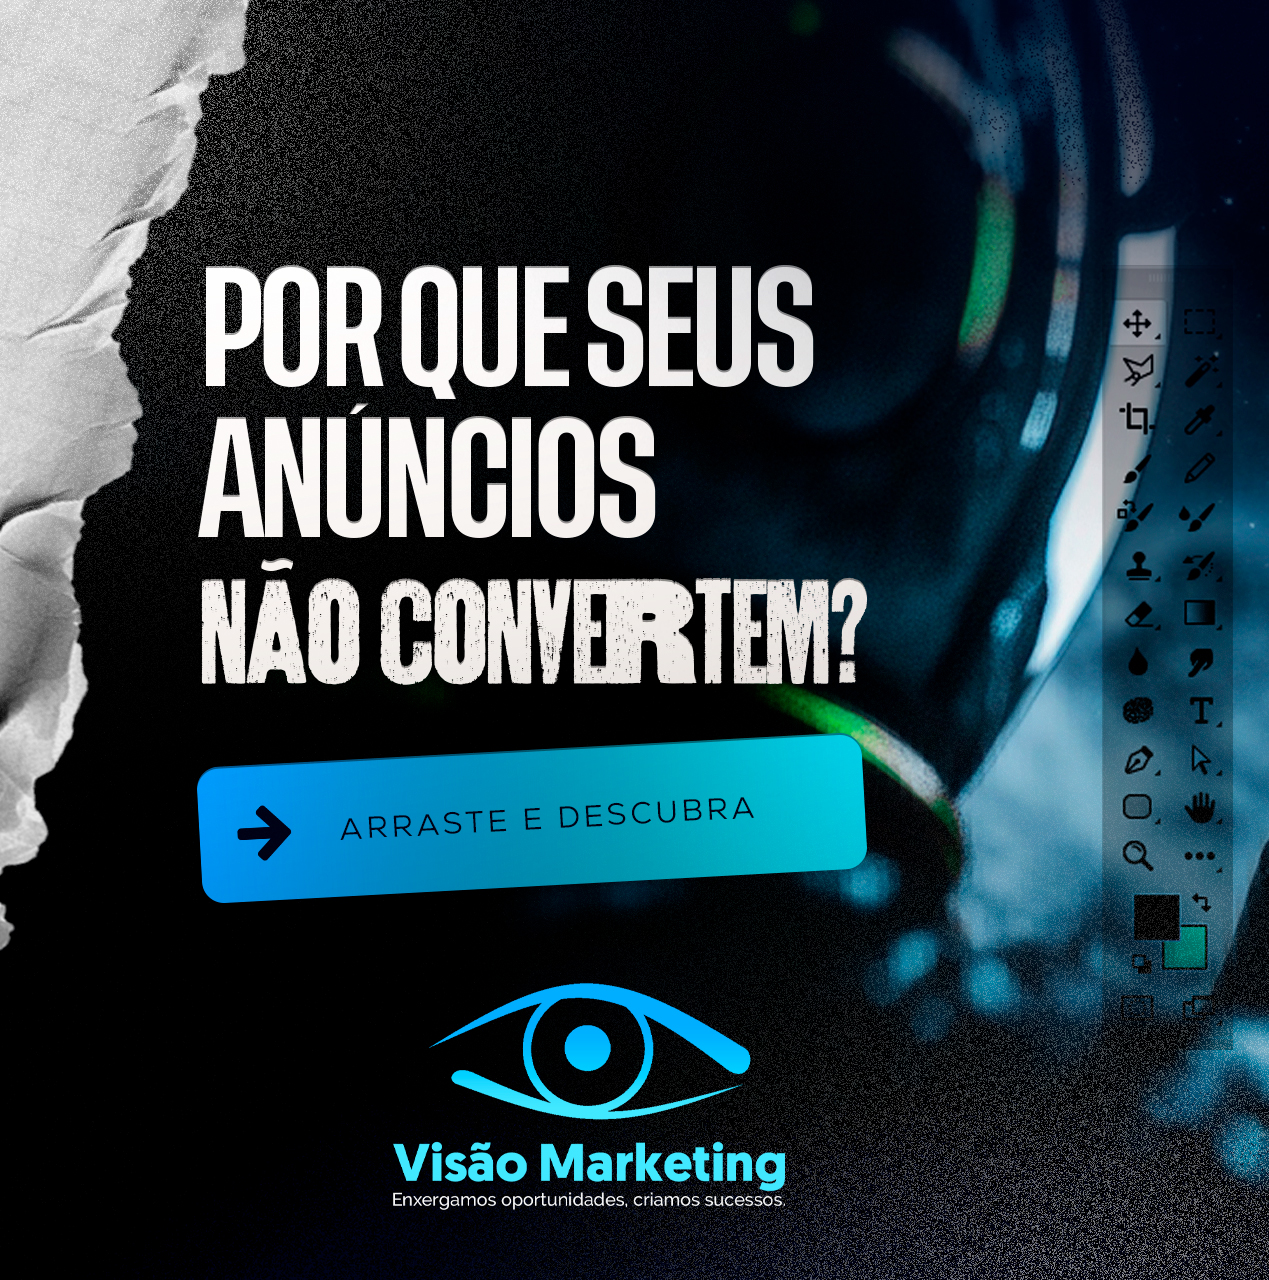 POR QUE SEUS
ANÚNCIOS
NÃO CONVERTEM?
ARRASTE E DESCUBRA
Visão Marketing
Enxergamos oportunidades, criamos sucessos.